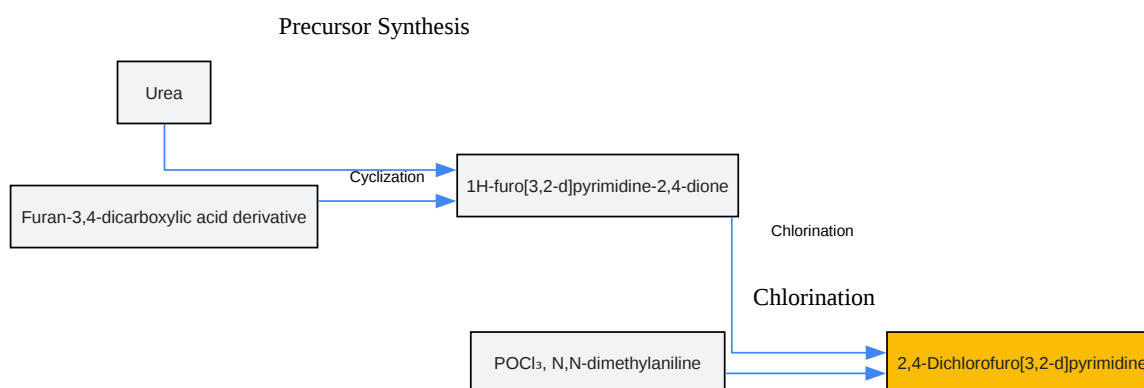 Precursor Synthesis
Urea
Cyclization
1H-furo[3,2-d]pyrimidine-2,4-dione
Furan-3,4-dicarboxylic acid derivative
Chlorination
Chlorination
POCl₃, N,N-dimethylaniline
2,4-Dichlorofuro[3,2-d]pyrimidine